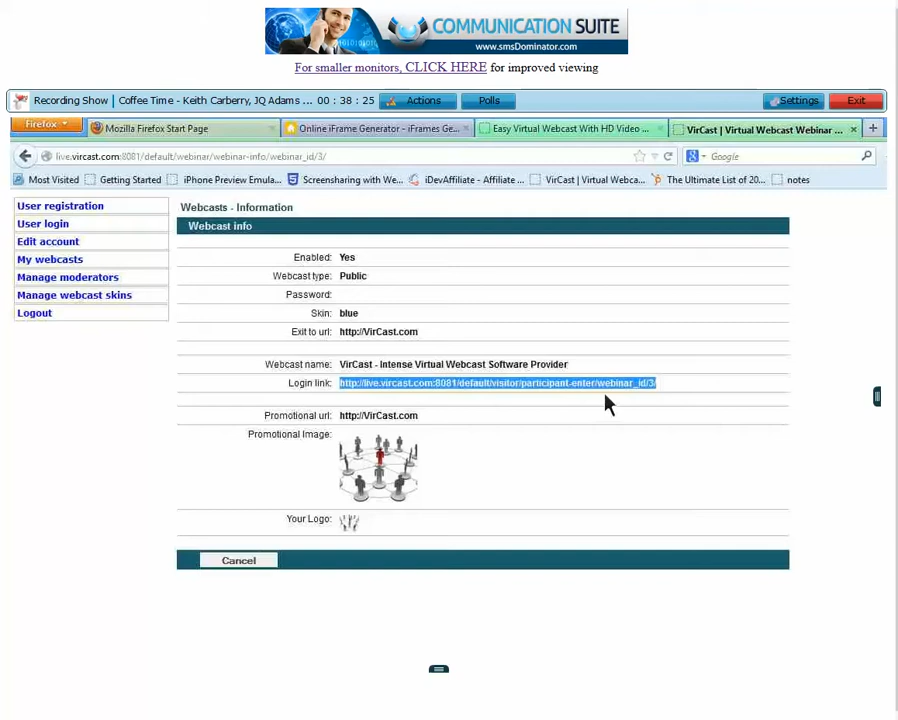 COMMUNICATION SUITE
www.smsDominator.com
For smaller monitors, CLICK HERE for improved viewing
Recording Show | Coffee Time - Keith Carberry, JQ Adams ... 00 : 38 : 25 Actions Polls Settings Exit
Firefox Mozilla Firefox Start Page Online iFrame Generator - iFrames Ge... Easy Virtual Webcast With HD Video ... VirCast | Virtual Webcast Webinar ...
live.vircast.com:8081/default/webinar/webinar-info/webinar_id/3/ Google
Most Visited Getting Started iPhone Preview Emula... Screensharing with We... iDevAffiliate - Affiliate ... VirCast | Virtual Webca... The Ultimate List of 20... notes
User registration
User login
Edit account
My webcasts
Manage moderators
Manage webcast skins
Logout
Webcasts - Information
Webcast info
Enabled: Yes
Webcast type: Public
Password:
Skin: blue
Exit to url: http://VirCast.com
Webcast name: VirCast - Intense Virtual Webcast Software Provider
Login link: http://live.vircast.com:8081/default/visitor/participant-enter/webinar_id/3/
Promotional url: http://VirCast.com
Promotional Image:
Your Logo:
Cancel